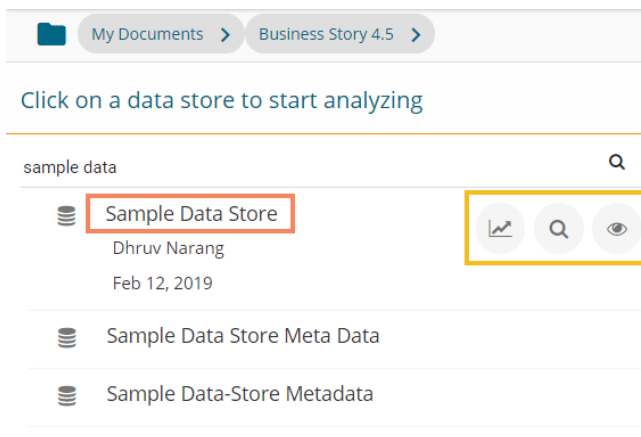 My Documents
Business Story 4.5
Click on a data store to start analyzing
sample data
Sample Data Store
Dhruv Narang
Feb 12, 2019
Sample Data Store Meta Data
Sample Data-Store Metadata